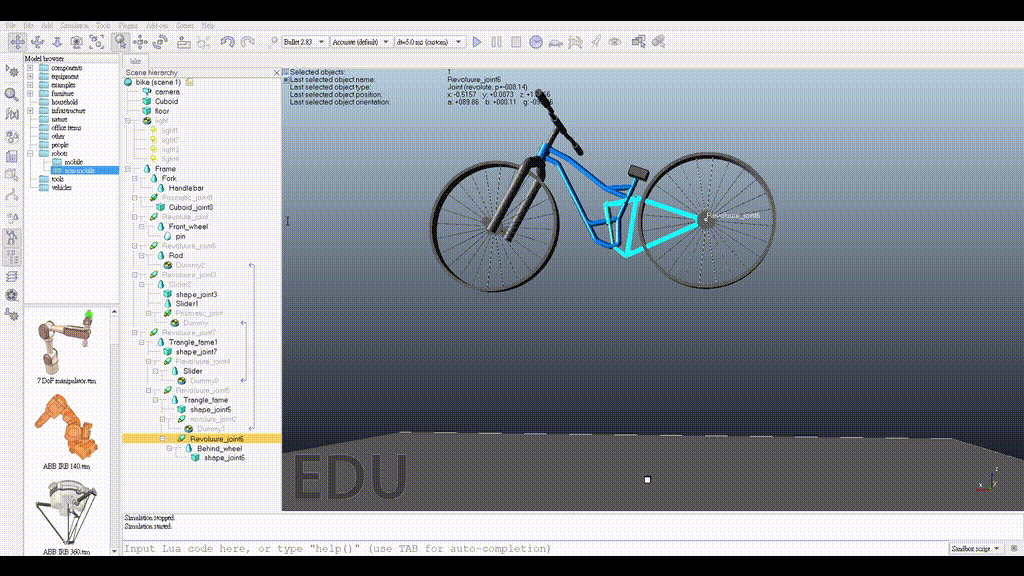 File Edit Add Simulation Tools Plugins Add-ons Scenes Help
Bullet 2.83
Accurate (default)
dt=5.0 ms (custom)
Model browser
components
equipment
examples
furniture
household
infrastructure
nature
office items
other
people
robots
mobile
non-mobile
tools
vehicles
7 DoF manipulator.ttm
ABB IRB 140.ttm
ABB IRB 360.ttm
bike
Scene hierarchy
bike (scene 1)
camera
Cuboid
floor
light
light1
light2
light3
light4
Frame
Fork
Handlebar
Prismatic_joint0
Cuboid_joint0
Revolute_joint
Front_wheel
pin
Rod
Dummy2
Revoluure_joint3
Slider2
shape_joint3
Slider1
Prismatic_joint
Dummy
Revoluure_joint7
Trangle_fame1
shape_joint7
Revoluure_joint4
Slider
Dummy0
Trangle_fame
shape_joint5
revolure_joint2
Dummy1
Revoluure_joint6
Behind_wheel
shape_joint6
Selected objects: 1
Last selected object name: Revoluure_joint6
Last selected object type: Joint (revolute, p=-008.14)
Last selected object position: x: -0.5157 y: +0.0073
Last selected object orientation: a: +089.86 b: +000.11
Revoluure_joint6
EDU
z
x
y
Simulation stopped.
Simulation started.
Input Lua code here, or type "help()" (use TAB for auto-completion)
Sandbox script